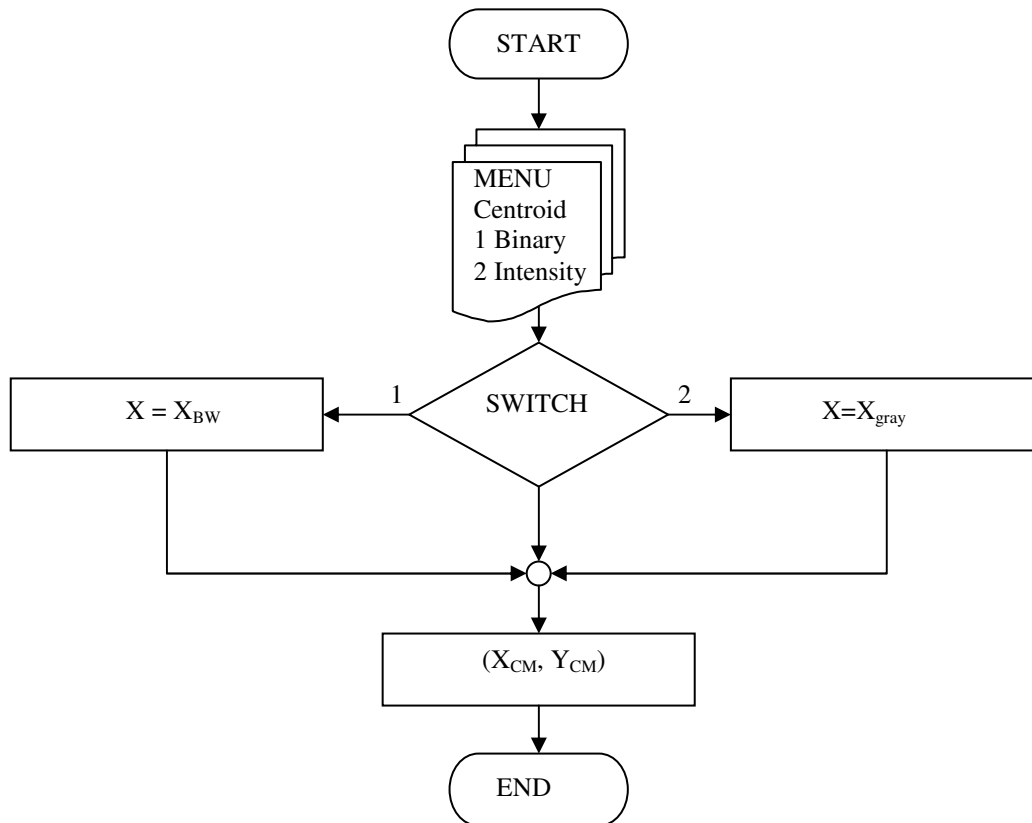 START
MENU
Centroid
1 Binary
2 Intensity
1
SWITCH
2
X = X_BW
X=X_gray
(X_CM, Y_CM)
END